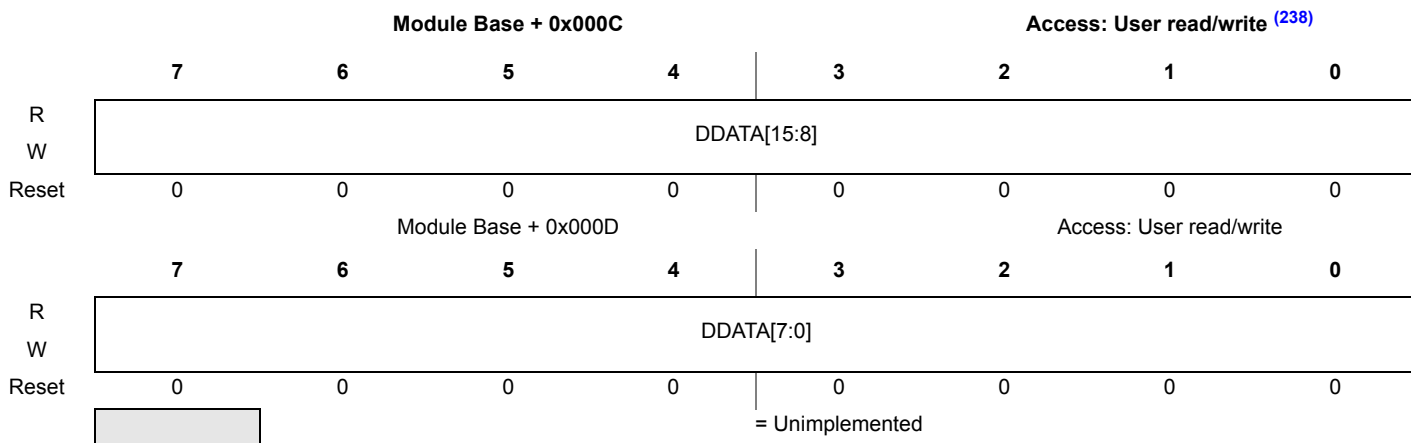 Module Base + 0x000C Access: User read/write (238)
7 6 5 4 3 2 1 0
R
DDATA[15:8]
W
Reset 0 0 0 0 0 0 0 0
Module Base + 0x000D Access: User read/write
7 6 5 4 3 2 1 0
R
DDATA[7:0]
W
Reset 0 0 0 0 0 0 0 0
= Unimplemented